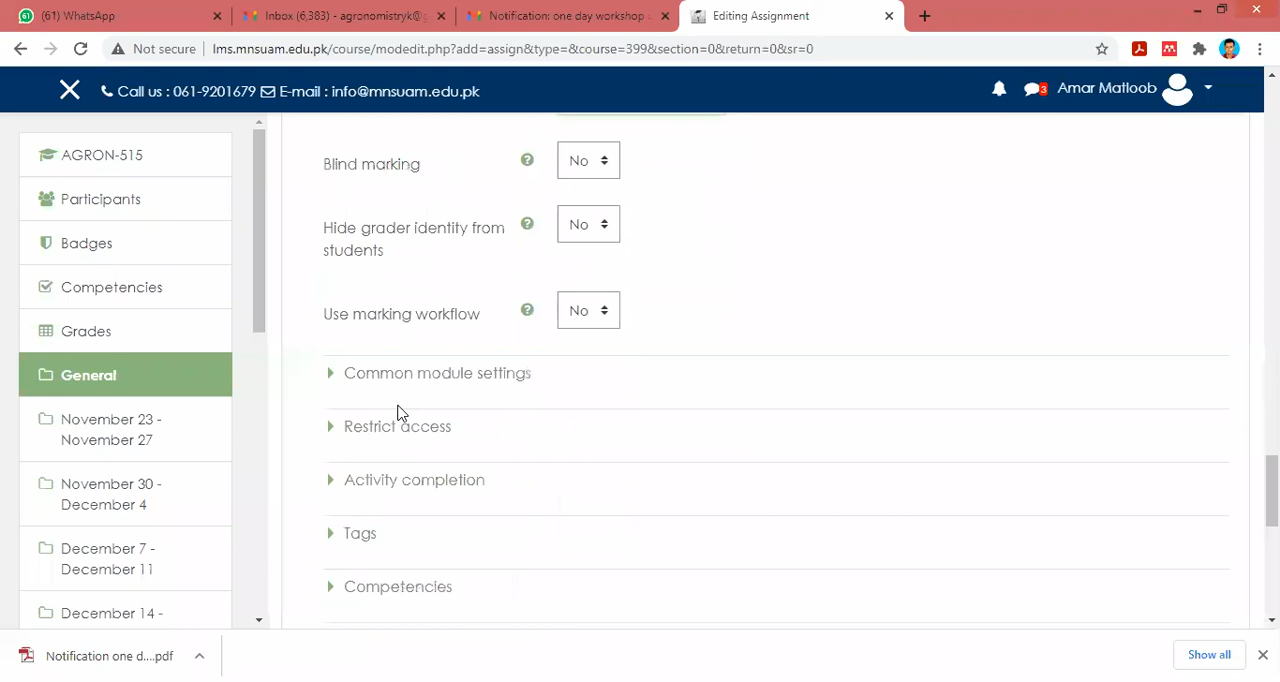 (61) WhatsApp
Inbox (6,383) - agronomistryk@g
Notification: one day workshop
Editing Assignment
Not secure
lms.mnsuam.edu.pk/course/modedit.php?add=assign&type=&course=399&section=0&return=0&sr=0
Call us : 061-9201679 E-mail : info@mnsuam.edu.pk
3
Amar Matloob
AGRON-515
Participants
Badges
Competencies
Grades
General
November 23 -
November 27
November 30 -
December 4
December 7 -
December 11
December 14 -
Blind marking
No
Hide grader identity from
students
No
Use marking workflow
No
Common module settings
Restrict access
Activity completion
Tags
Competencies
Notification one d....pdf
Show all